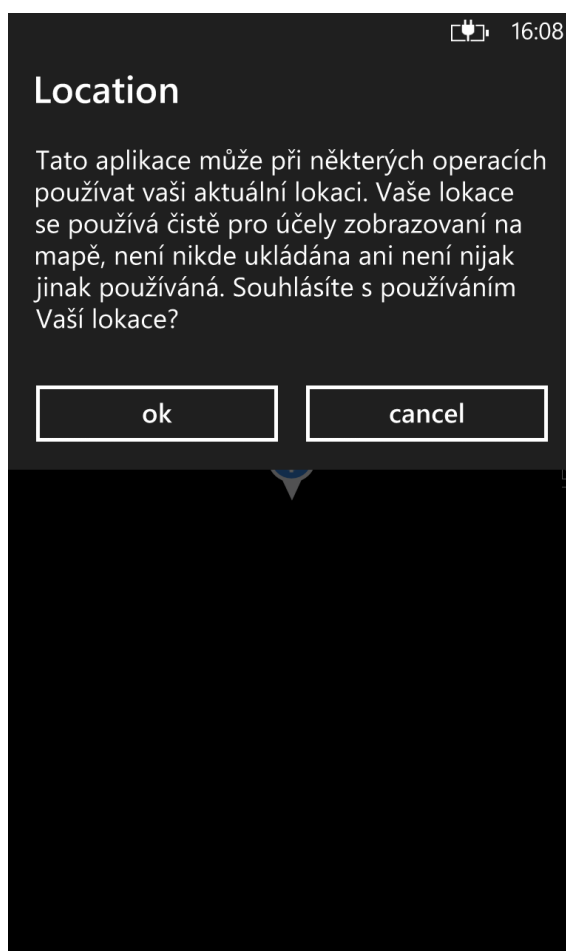 16:08
Location
Tato aplikace může při některých operacích
používat vaši aktuální lokaci. Vaše lokace
se používá čistě pro účely zobrazovaní na
mapě, není nikde ukládána ani není nijak
jinak používáná. Souhlásíte s používáním
Vaší lokace?
ok
cancel